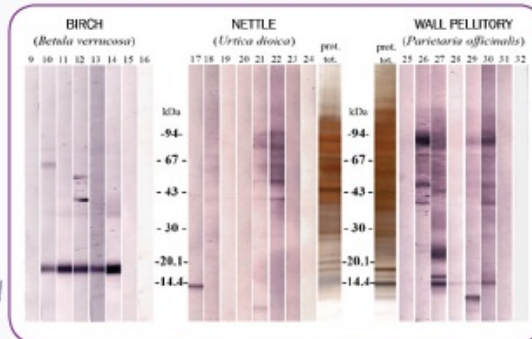 BIRCH
(Betula verrucosa)
9 10 11 12 13 14 15 16
NETTLE
(Urtica dioica)
17 18 19 20 21 22 23 24
prot.
tot.
WALL PELLITORY
(Parietaria officinalis)
prot.
tot.
25 26 27 28 29 30 31 32
kDa
-94-
- 67 -
- 43 -
- 30 -
-20.1-
-14.4-
kDa
-94-
- 67 -
- 43 -
- 30 -
-20.1-
-14.4-